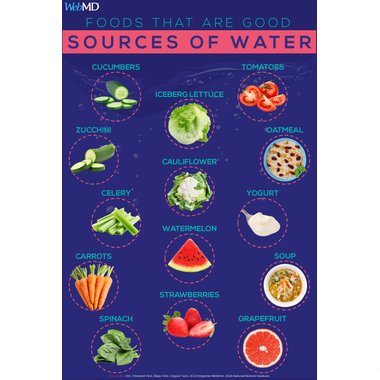 WebMD
FOODS THAT ARE GOOD
SOURCES OF WATER
CUCUMBERS
TOMATOES
ICEBERG LETTUCE
ZUCCHINI
OATMEAL
CAULIFLOWER
CELERY
YOGURT
WATERMELON
CARROTS
SOUP
STRAWBERRIES
SPINACH
GRAPEFRUIT